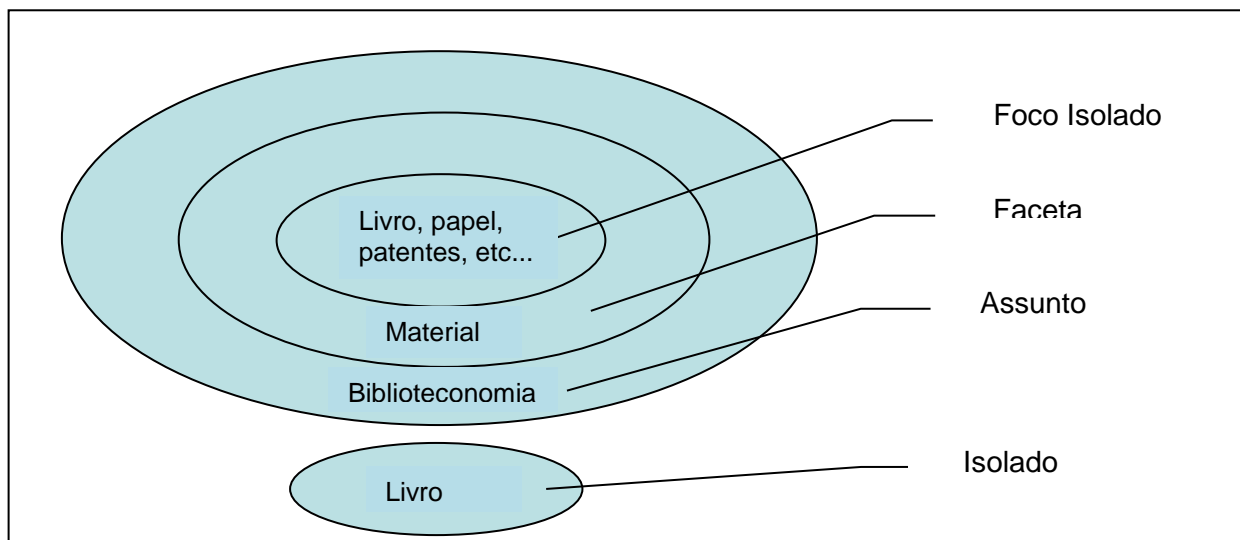 Foco Isolado
Faceta
Livro, papel,
patentes, etc...
Assunto
Material
Biblioteconomia
Isolado
Livro